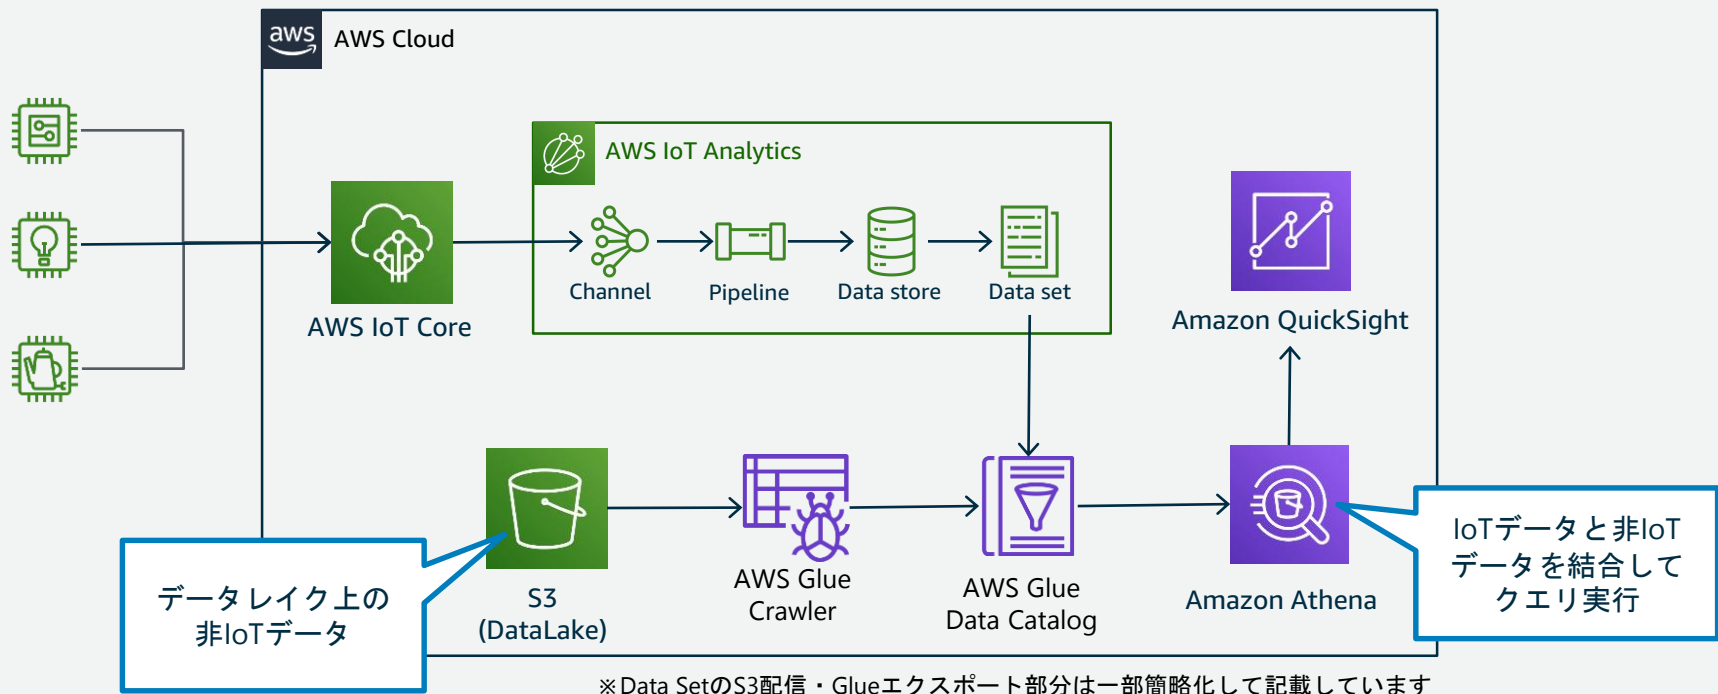 aws
AWS Cloud
AWS IoT Analytics
Channel
Pipeline
Data store
Data set
AWS IoT Core
Amazon QuickSight
データレイク上の
非IoTデータ
S3
(DataLake)
AWS Glue
Crawler
AWS Glue
Data Catalog
Amazon Athena
IoTデータと非IoT
データを結合して
クエリ実行
※Data SetのS3配信・Glueエクスポート部分は一部簡略化して記載しています